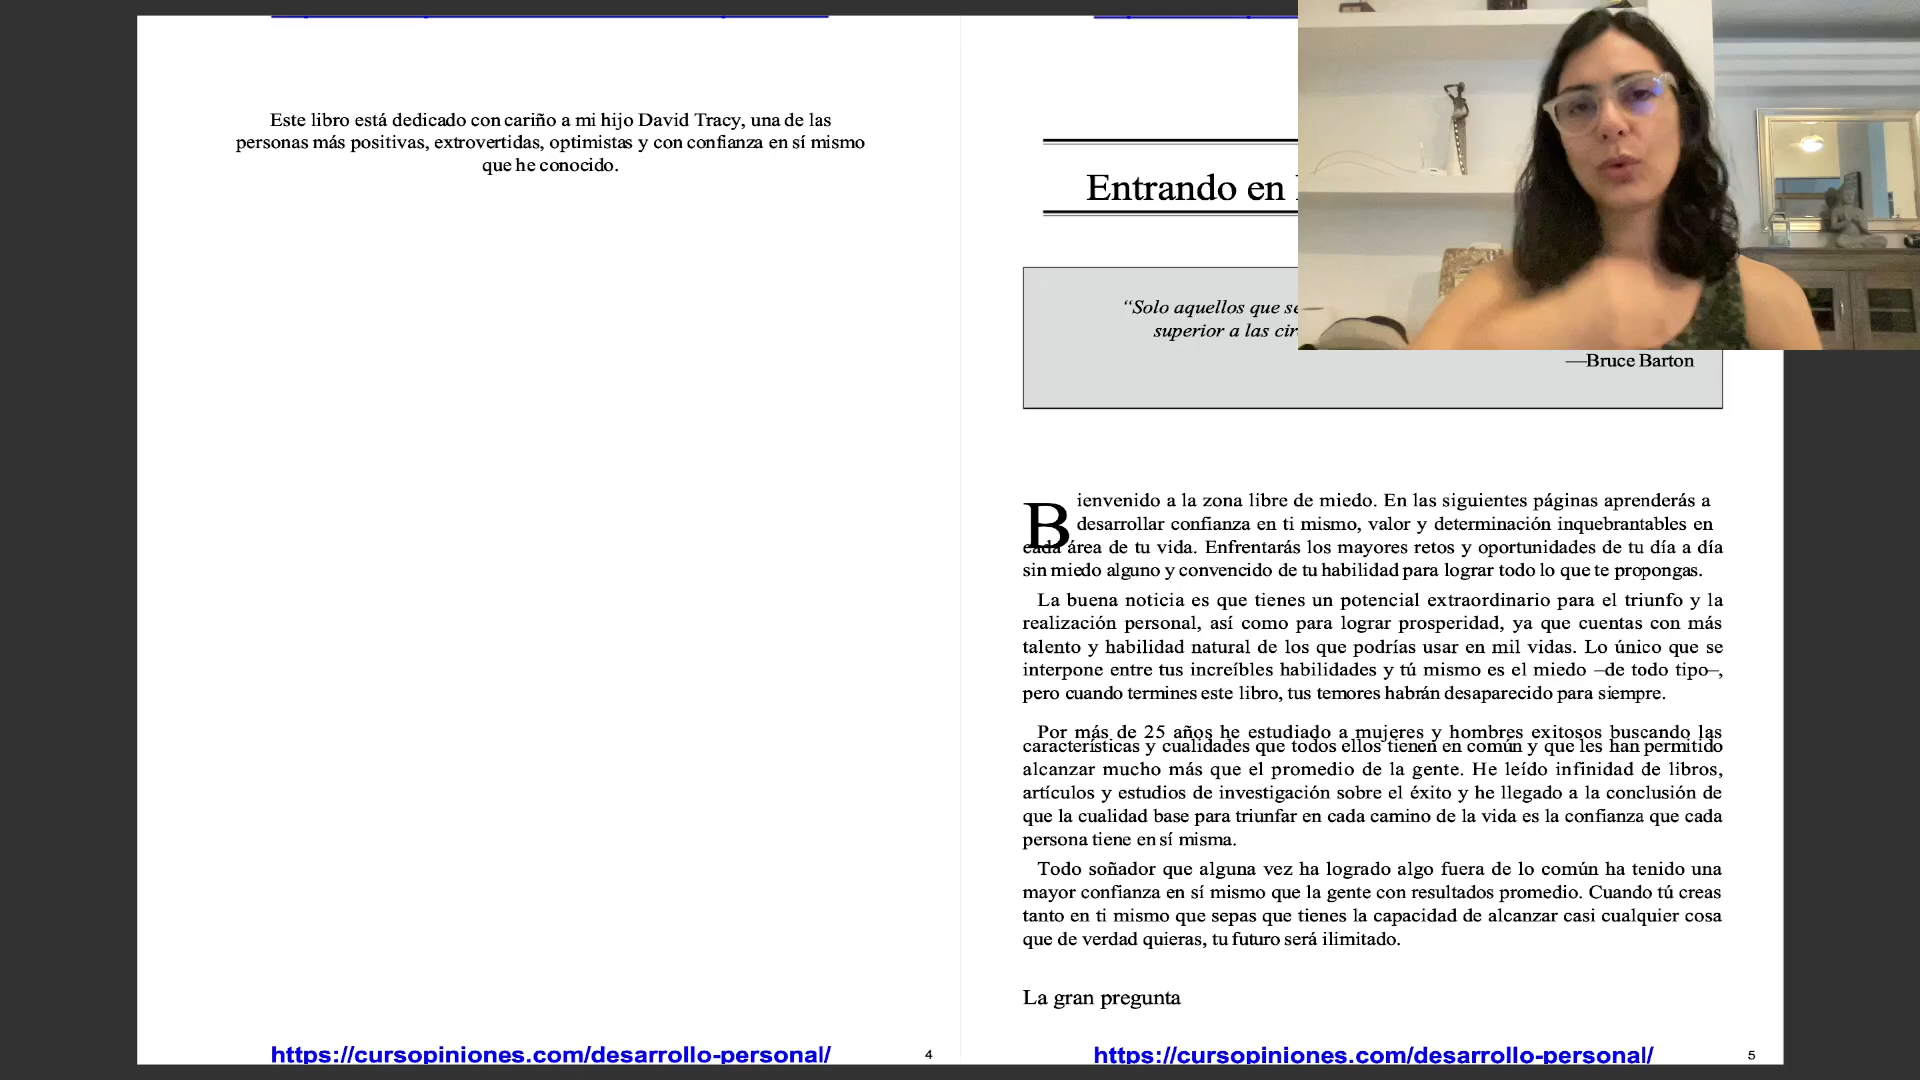 Este libro está dedicado con cariño a mi hijo David Tracy, una de las
personas más positivas, extrovertidas, optimistas y con confianza en sí mismo
que he conocido.
https://cursopiniones.com/desarrollo-personal/
4
Entrando en
“Solo aquellos que
superior a las
—Bruce Barton
Bienvenido a la zona libre de miedo. En las siguientes páginas aprenderás a
desarrollar confianza en ti mismo, valor y determinación inquebrantables en
cada área de tu vida. Enfrentarás los mayores retos y oportunidades de tu día a día
sin miedo alguno y convencido de tu habilidad para lograr todo lo que te propongas.
La buena noticia es que tienes un potencial extraordinario para el triunfo y la
realización personal, así como para lograr prosperidad, ya que cuentas con más
talento y habilidad natural de los que podrías usar en mil vidas. Lo único que se
interpone entre tus increíbles habilidades y tú mismo es el miedo –de todo tipo–,
pero cuando termines este libro, tus temores habrán desaparecido para siempre.
Por más de 25 años he estudiado a mujeres y hombres exitosos buscando las
características y cualidades que todos ellos tienen en común y que les han permitido
alcanzar mucho más que el promedio de la gente. He leído infinidad de libros,
artículos y estudios de investigación sobre el éxito y he llegado a la conclusión de
que la cualidad base para triunfar en cada camino de la vida es la confianza que cada
persona tiene en sí misma.
Todo soñador que alguna vez ha logrado algo fuera de lo común ha tenido una
mayor confianza en sí mismo que la gente con resultados promedio. Cuando tú creas
tanto en ti mismo que sepas que tienes la capacidad de alcanzar casi cualquier cosa
que de verdad quieras, tu futuro será ilimitado.
La gran pregunta
https://cursopiniones.com/desarrollo-personal/
5